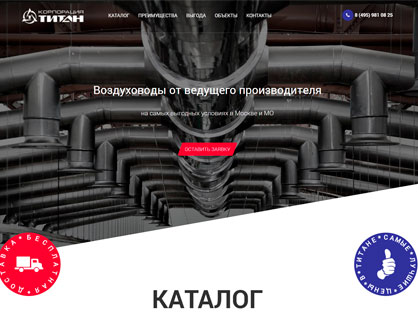 КОРПОРАЦИЯ
ТИТАН
КАТАЛОГ ПРЕИМУЩЕСТВА ВЫГОДА ОБЪЕКТЫ КОНТАКТЫ
8 (495) 981 08 25
Воздуховоды от ведущего производителя
на самых выгодных условиях в Москве и МО
ОСТАВИТЬ ЗАЯВКУ
БЕСПЛАТНАЯ ДОСТАВКА
САМЫЕ ЛУЧШИЕ ЦЕНЫ В ТИТАНЕ
КАТАЛОГ